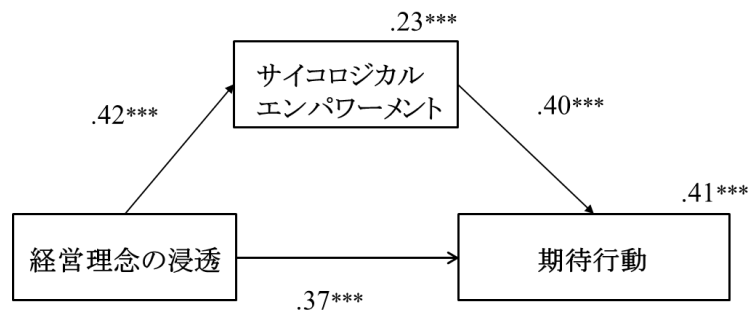 .23***
サイコロジカル
エンパワーメント
.42***
.40***
.41***
経営理念の浸透
期待行動
.37***